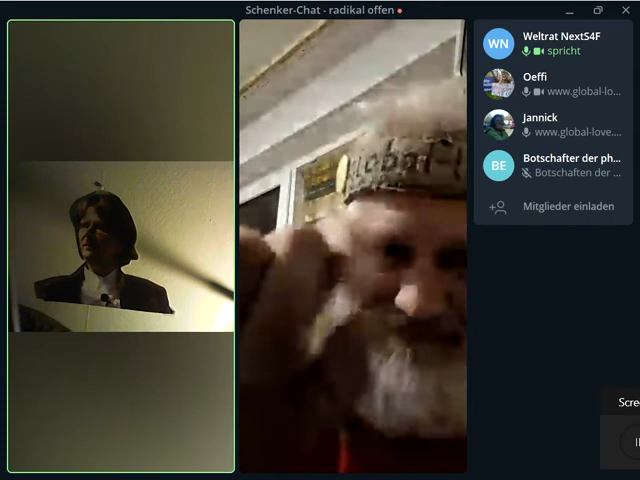 Schenker-Chat - radikal offen
WN
Weltrat NextS4F
spricht
Oeffi
www.global-lo...
Jannick
www.global-love....
BE
Botschafter der ph...
Botschaften der ...
Mitglieder einladen
Scre
global-l